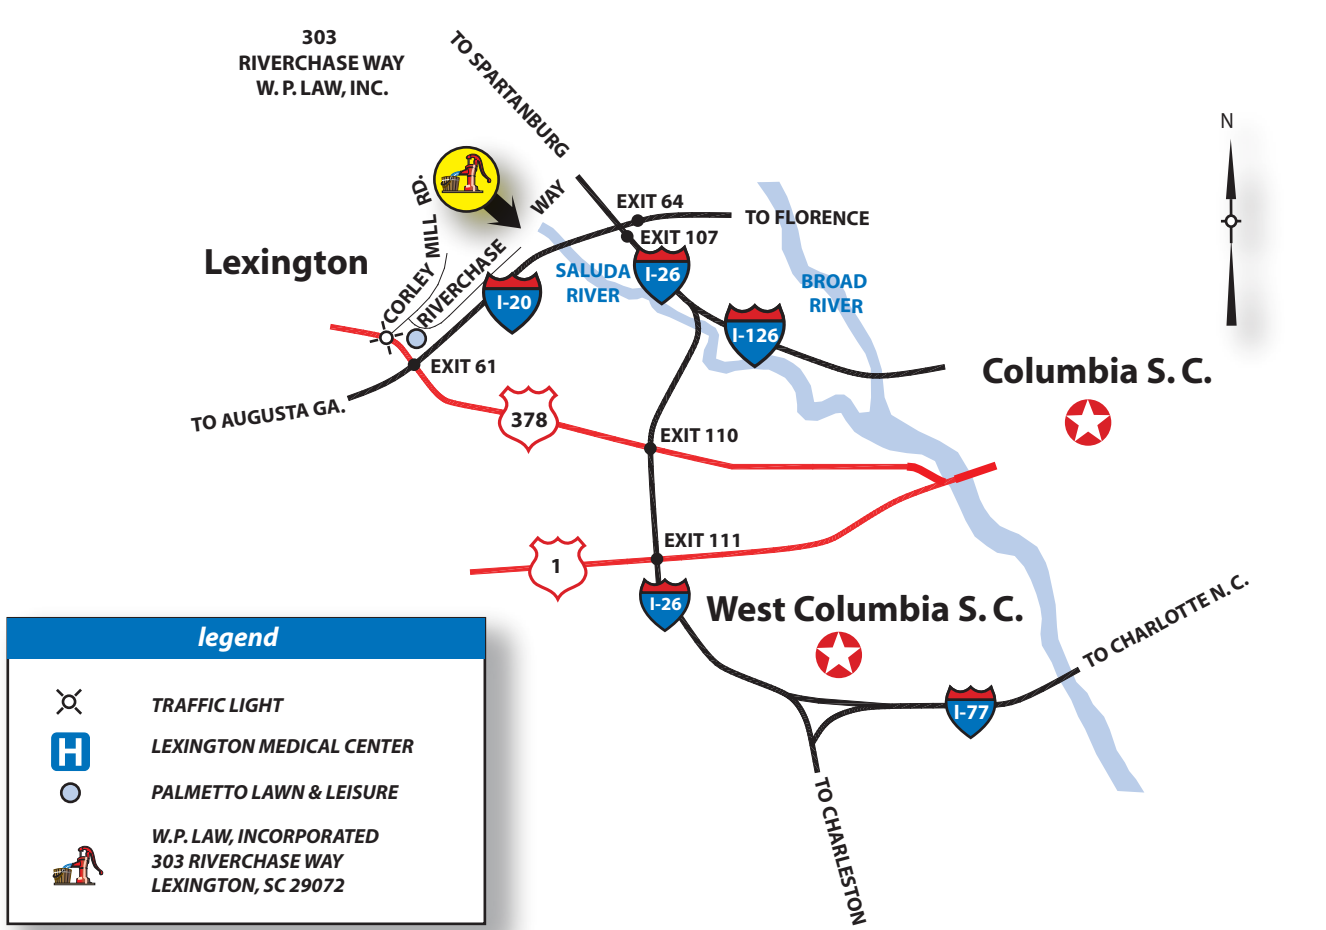 303
RIVERCHASE WAY
W. P. LAW, INC.
TO SPARTANBURG
N
WAY
EXIT 64
TO FLORENCE
CORLEY MILL RD.
EXIT 107
Lexington
RIVERCHASE
SALUDA
RIVER
I-26
BROAD
RIVER
I-20
I-126
EXIT 61
Columbia S. C.
TO AUGUSTA GA.
378
EXIT 110
EXIT 111
1
I-26
West Columbia S. C.
TO CHARLOTTE N. C.
I-77
TO CHARLESTON
legend
TRAFFIC LIGHT
H
LEXINGTON MEDICAL CENTER
PALMETTO LAWN & LEISURE
W.P. LAW, INCORPORATED
303 RIVERCHASE WAY
LEXINGTON, SC 29072